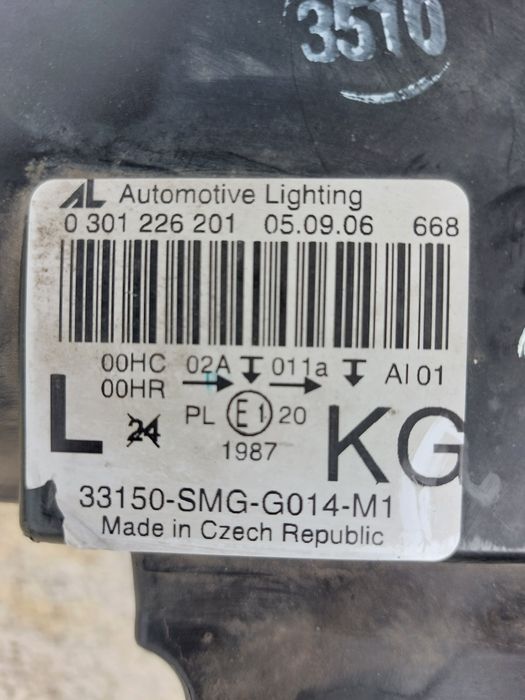 3510
AL Automotive Lighting
0 301 226 201 05.09.06 668
00HC 02A 011a AI 01
00HR
L 24 PL E1 20 KG
1987
33150-SMG-G014-M1
Made in Czech Republic